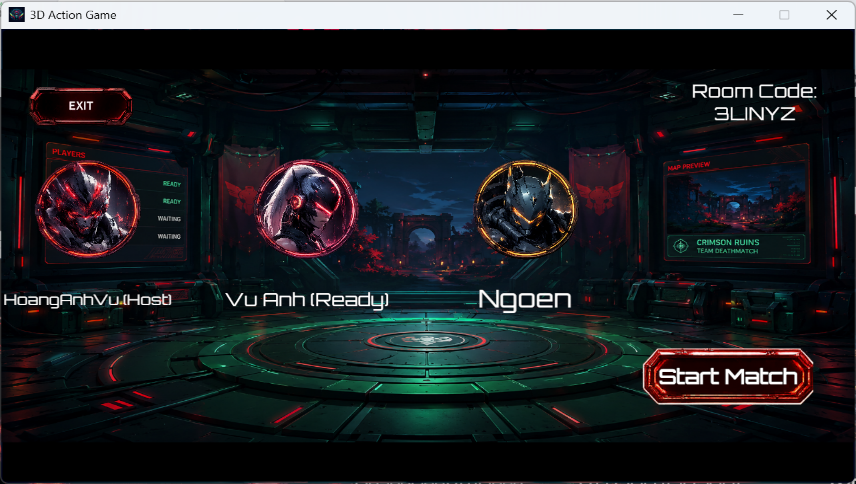 3D Action Game
EXIT
Room Code:
3LINYZ
PLAYERS
READY
READY
WAITING
WAITING
MAP PREVIEW
CRIMSON RUINS
TEAM DEATHMATCH
HoangAnhVu (Host)
Vu Anh (Ready)
Ngoen
Start Match